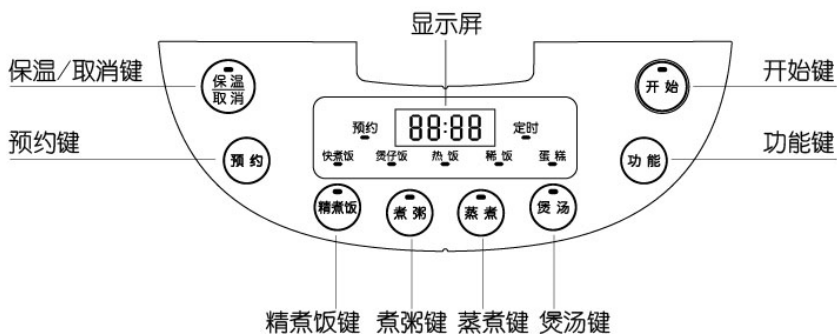 显示屏
保温/取消键
保温
取消
开始
开始键
预约
88:88
定时
预约键
预约
快煮饭 煲仔饭 热饭 稀饭 蛋糕
功能
功能键
精煮饭
煮粥
蒸煮
煲汤
精煮饭键 煮粥键 蒸煮键 煲汤键